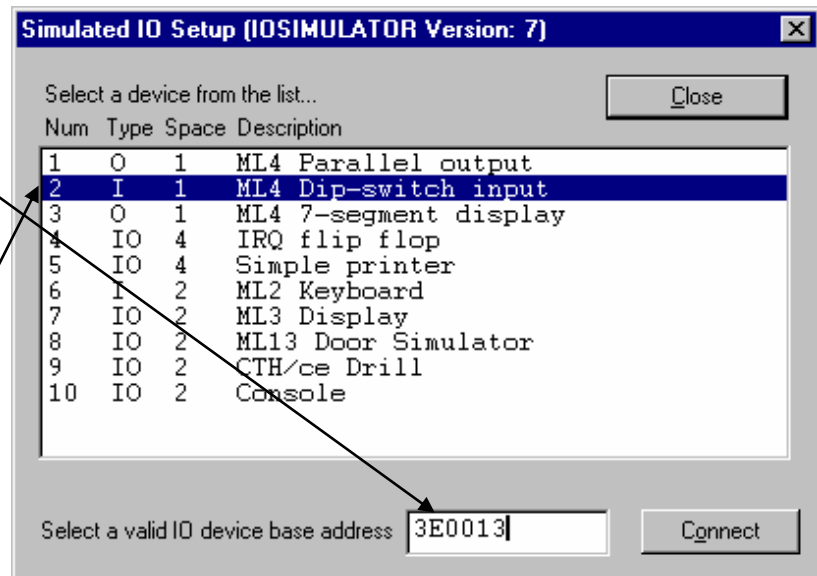 Simulated IO Setup (IOSIMULATOR Version: 7)
Select a device from the list...
Close
Num Type Space Description
1 O 1 ML4 Parallel output
2 I 1 ML4 Dip-switch input
3 O 1 ML4 7-segment display
4 IO 4 IRQ flip flop
5 IO 4 Simple printer
6 I 2 ML2 Keyboard
7 IO 2 ML3 Display
8 IO 2 ML13 Door Simulator
9 IO 2 CTH/ce Drill
10 IO 2 Console
Select a valid IO device base address 3E0013 Connect